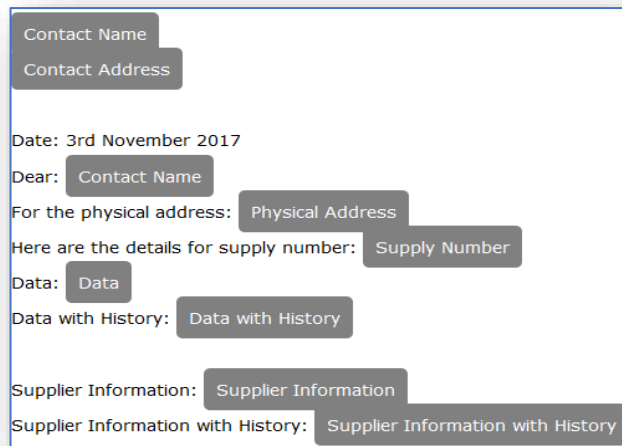 Contact Name
Contact Address
Date: 3rd November 2017
Dear: Contact Name
For the physical address: Physical Address
Here are the details for supply number: Supply Number
Data: Data
Data with History: Data with History
Supplier Information: Supplier Information
Supplier Information with History: Supplier Information with History